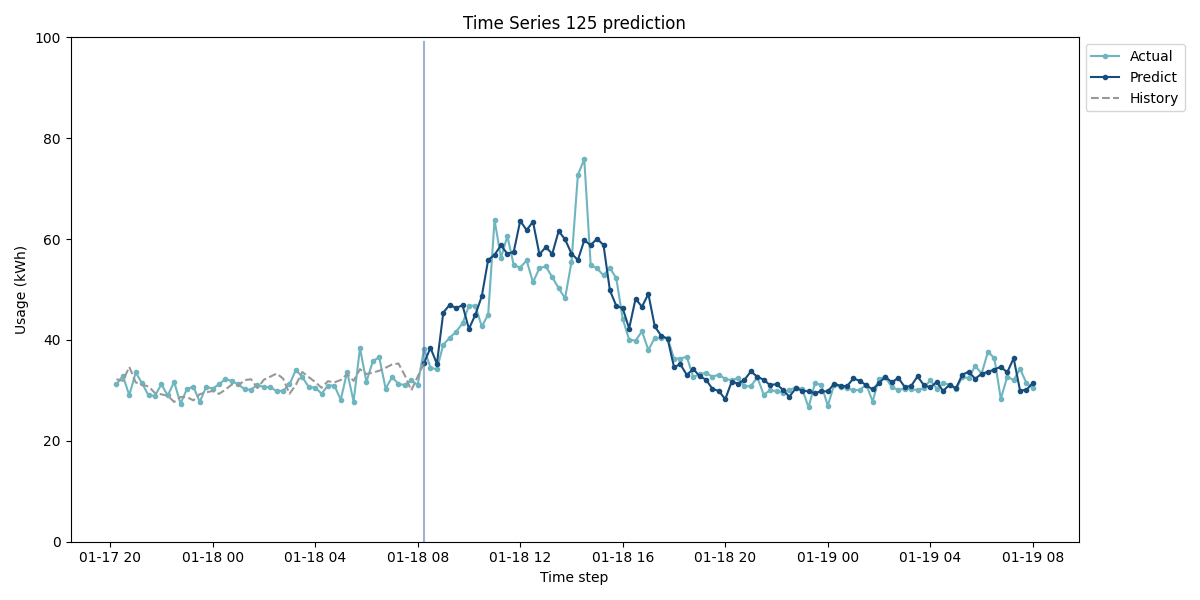 Time Series 125 prediction
100
80
60
40
20
0
Usage (kWh)
01-17 20
01-18 00
01-18 04
01-18 08
01-18 12
01-18 16
01-18 20
01-19 00
01-19 04
01-19 08
Time step
Actual
Predict
History